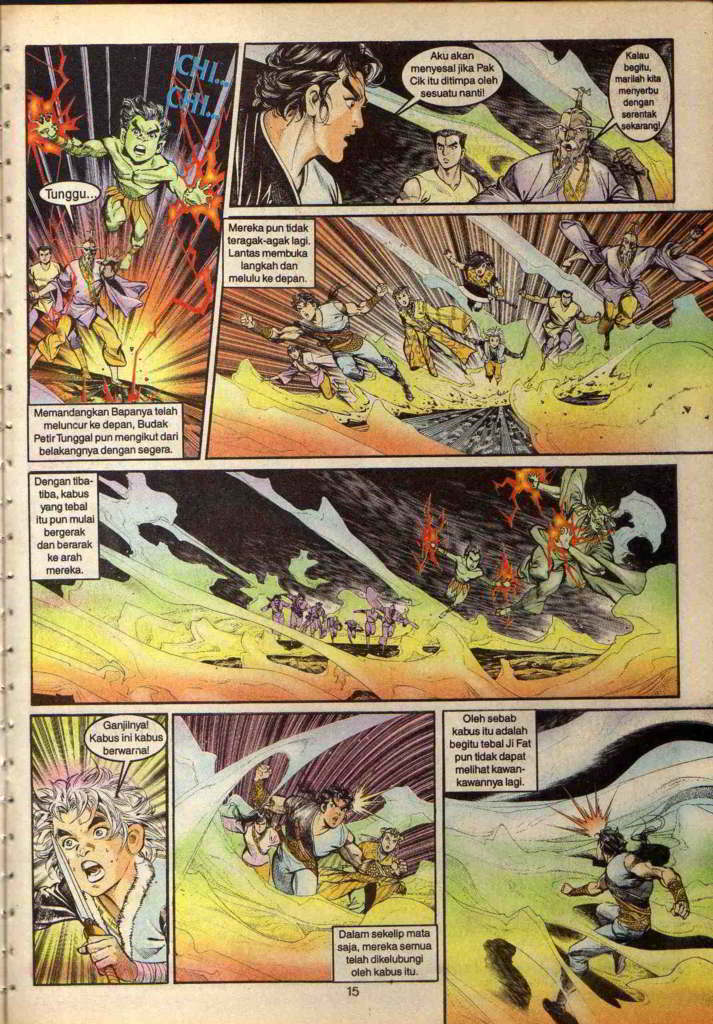 CHI...
CHI...
Tunggu...
Memandangkan Bapanya telah
meluncur ke depan, Budak
Petir Tunggal pun mengikut dari
belakangnya dengan segera.
Aku akan
menyesal jika Pak
Cik itu ditimpa oleh
sesuatu nanti!
Kalau
begitu,
marilah kita
menyerbu
dengan
serentak
sekarang!
Mereka pun tidak
teragak-agak lagi.
Lantas membuka
langkah dan
melulu ke depan.
Dengan tiba-
tiba, kabus
yang tebal
itu pun mulai
bergerak
dan berarak
ke arah
mereka.
Ganjilnya!
Kabus ini kabus
berwarna!
Dalam sekelip mata
saja, mereka semua
telah dikelubungi
oleh kabus itu.
Oleh sebab
kabus itu adalah
begitu tebal Ji Fat
pun tidak dapat
melihat kawan-
kawannya lagi.
15